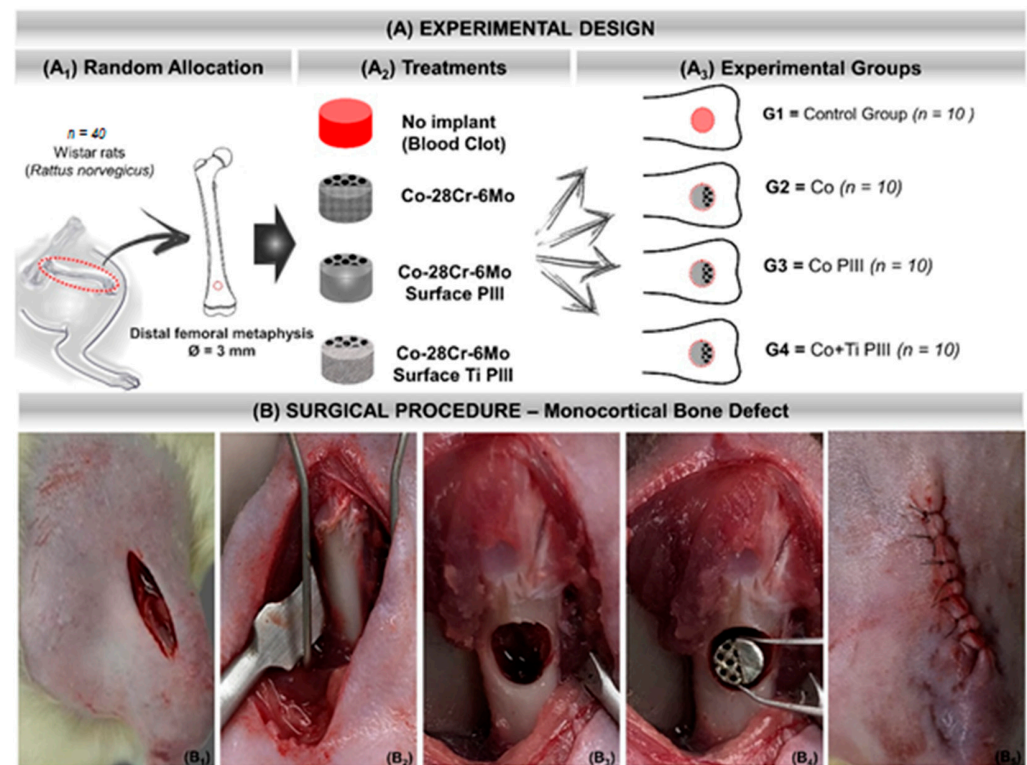 (A) EXPERIMENTAL DESIGN
(A1) Random Allocation
(A2) Treatments
(A3) Experimental Groups
n = 40
Wistar rats
(Rattus norvegicus)
Distal femoral metaphysis
Ø = 3 mm
No implant
(Blood Clot)
Co-28Cr-6Mo
Co-28Cr-6Mo
Surface PIII
Co-28Cr-6Mo
Surface Ti PIII
G1 = Control Group (n = 10 )
G2 = Co (n = 10)
G3 = Co PIII (n = 10)
G4 = Co+Ti PIII (n = 10)
(B) SURGICAL PROCEDURE – Monocortical Bone Defect
(B1)
(B2)
(B3)
(B4)
(B5)